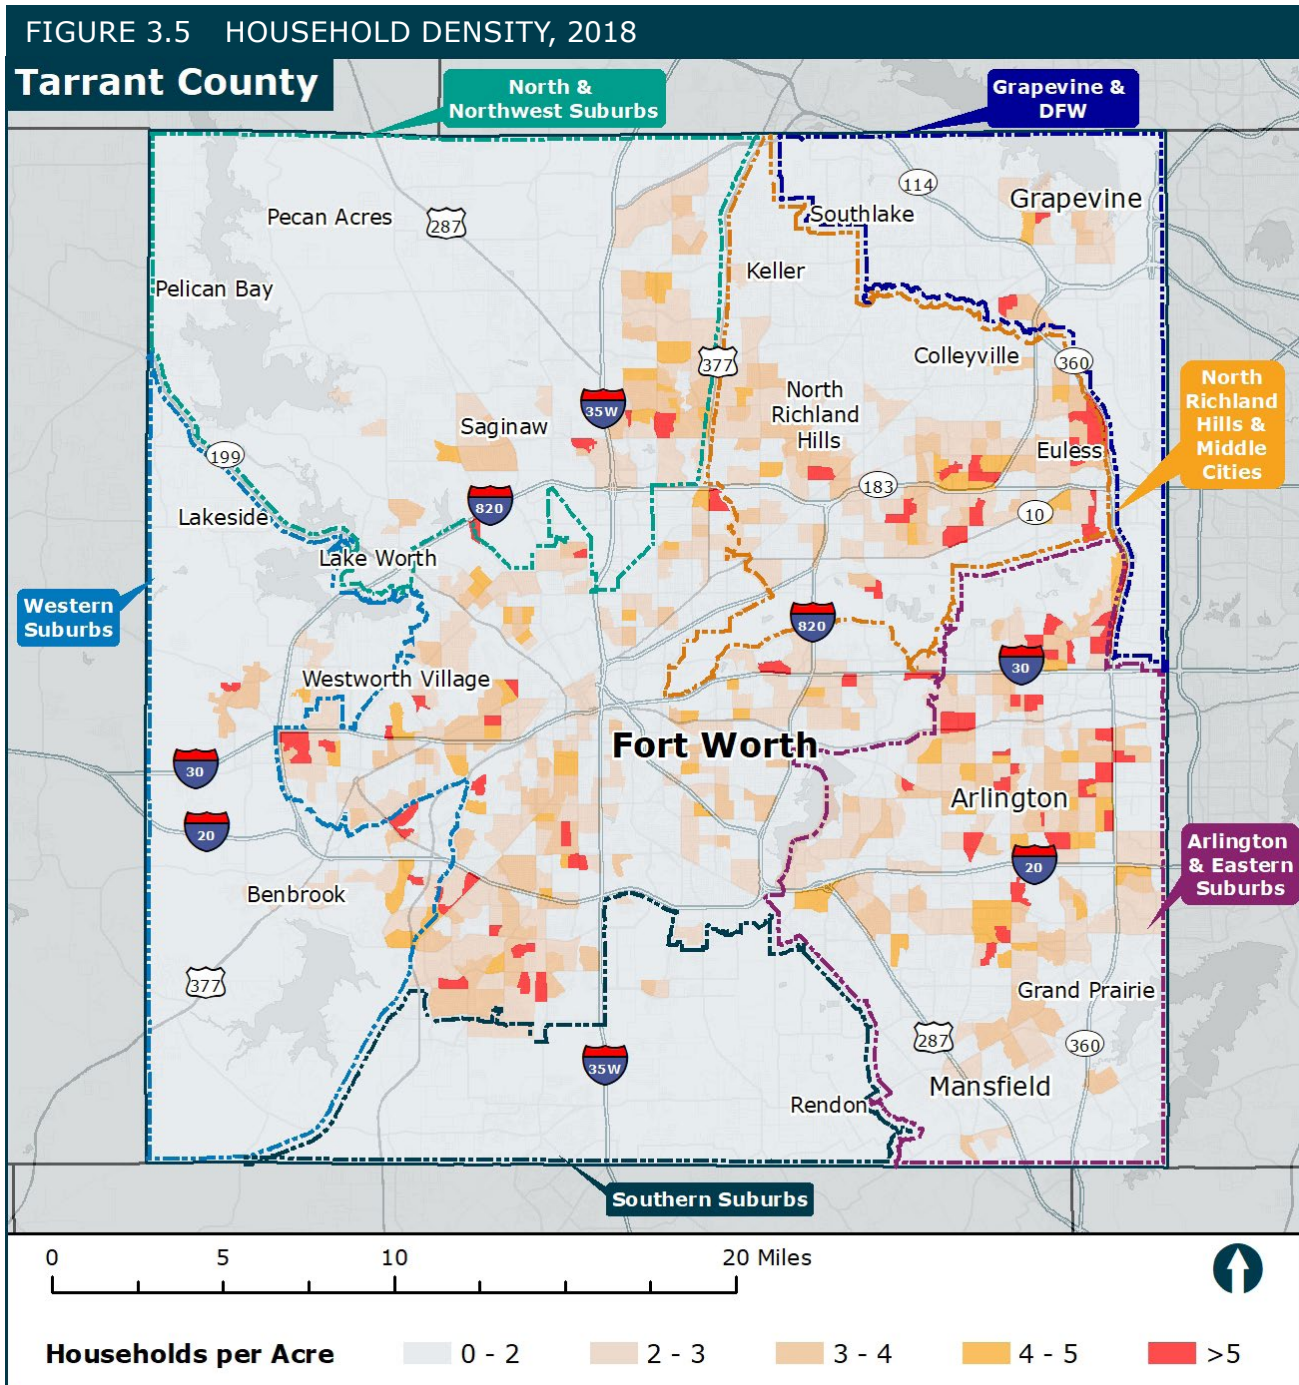 FIGURE 3.5 HOUSEHOLD DENSITY, 2018
Tarrant County
North &
Northwest Suburbs
Grapevine &
DFW
114
Grapevine
Pecan Acres
287
Southlake
Keller
Pelican Bay
377
Colleyville
360
North
Richland
Hills &
Middle
Cities
North
Richland
Hills
35W
Saginaw
Euless
199
183
820
10
Lakeside
Lake Worth
Western
Suburbs
820
30
Westworth Village
Fort Worth
30
Arlington
20
Arlington
& Eastern
Suburbs
20
Benbrook
377
Grand Prairie
287
360
35W
Mansfield
Rendon
Southern Suburbs
0 5 10 20 Miles
Households per Acre 0 - 2 2 - 3 3 - 4 4 - 5 >5